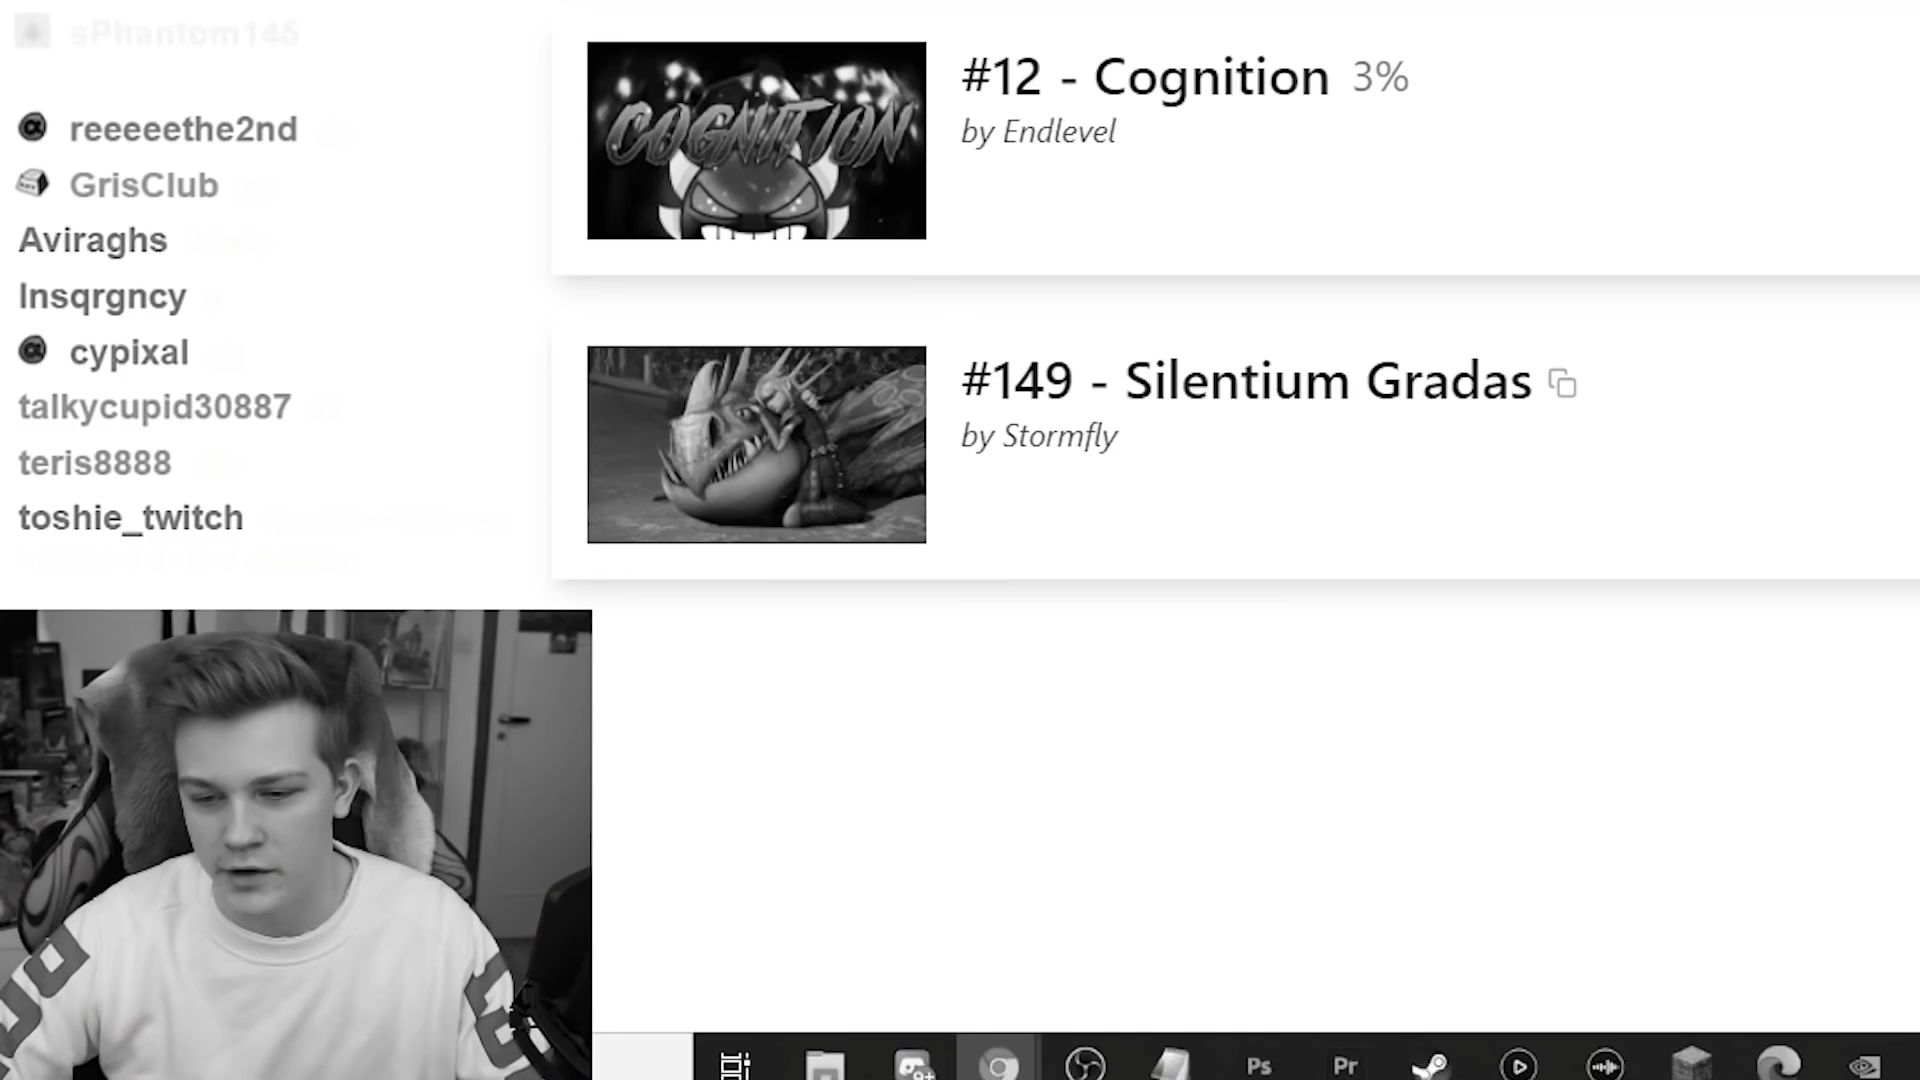 sPhantom145
reeeeethe2nd
GrisClub
Aviraghs
Insqrgncy
cypixal
talkycupid30887
teris8888
toshie_twitch
COGNITION
#12 - Cognition 3%
by Endlevel
#149 - Silentium Gradas
by Stormfly
Ps
Pr